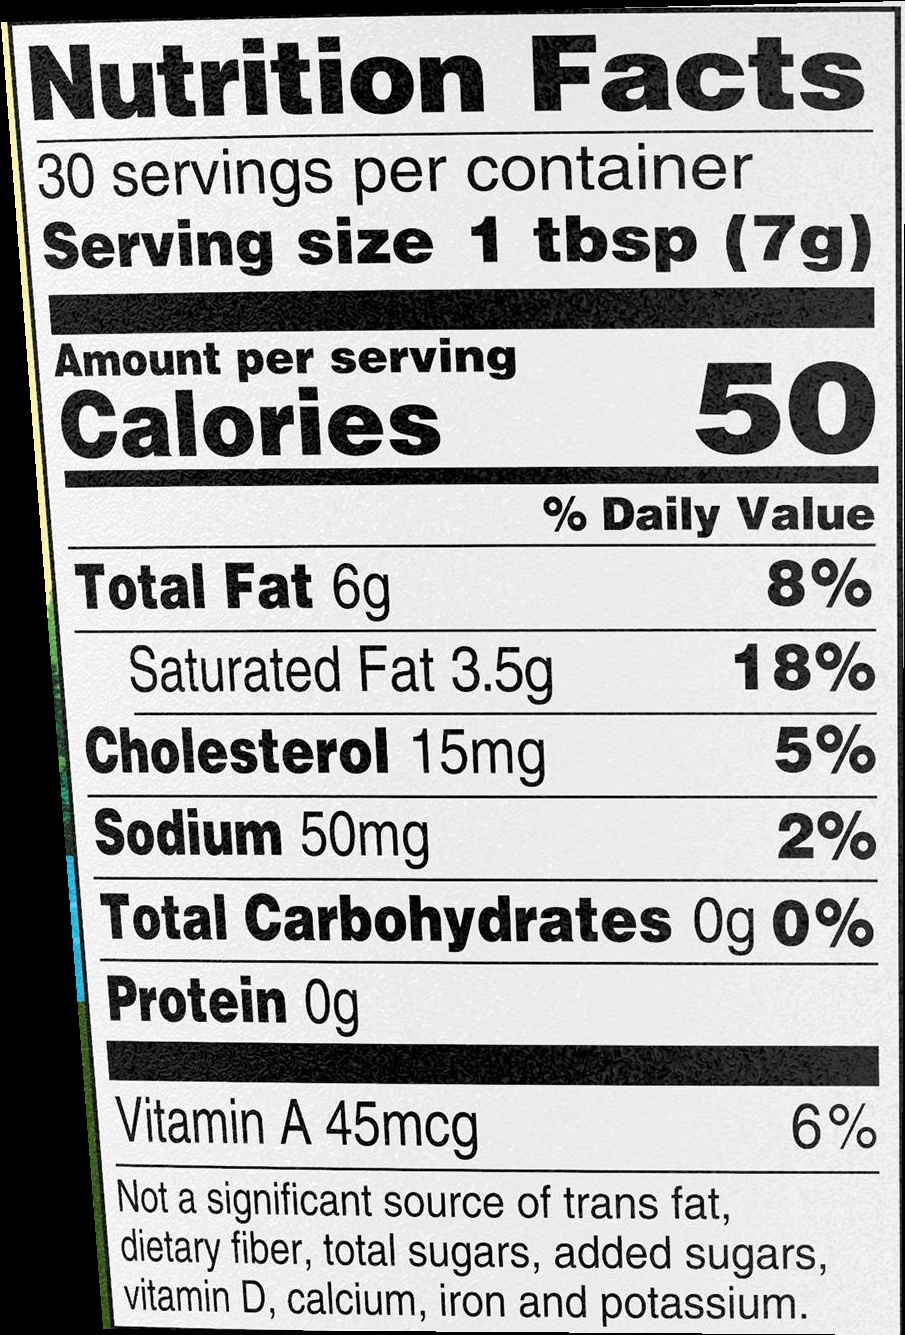 Nutrition Facts
30 servings per container
Serving size 1 tbsp (7g)
Amount per serving
Calories 50
% Daily Value
Total Fat 6g 8%
Saturated Fat 3.5g 18%
Cholesterol 15mg 5%
Sodium 50mg 2%
Total Carbohydrates 0g 0%
Protein 0g
Vitamin A 45mcg 6%
Not a significant source of trans fat,
dietary fiber, total sugars, added sugars,
vitamin D, calcium, iron and potassium.